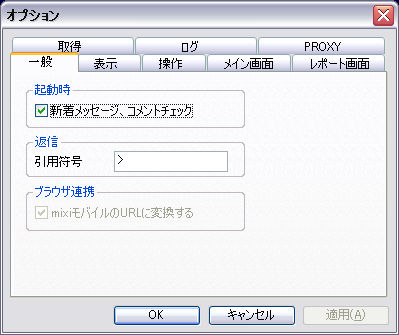 オプション
取得 ログ PROXY
一般 表示 操作 メイン画面 レポート画面
起動時
新着メッセージ、コメントチェック
返信
引用符号 >
ブラウザ連携
mixiモバイルのURLに変換する
OK キャンセル 適用(A)